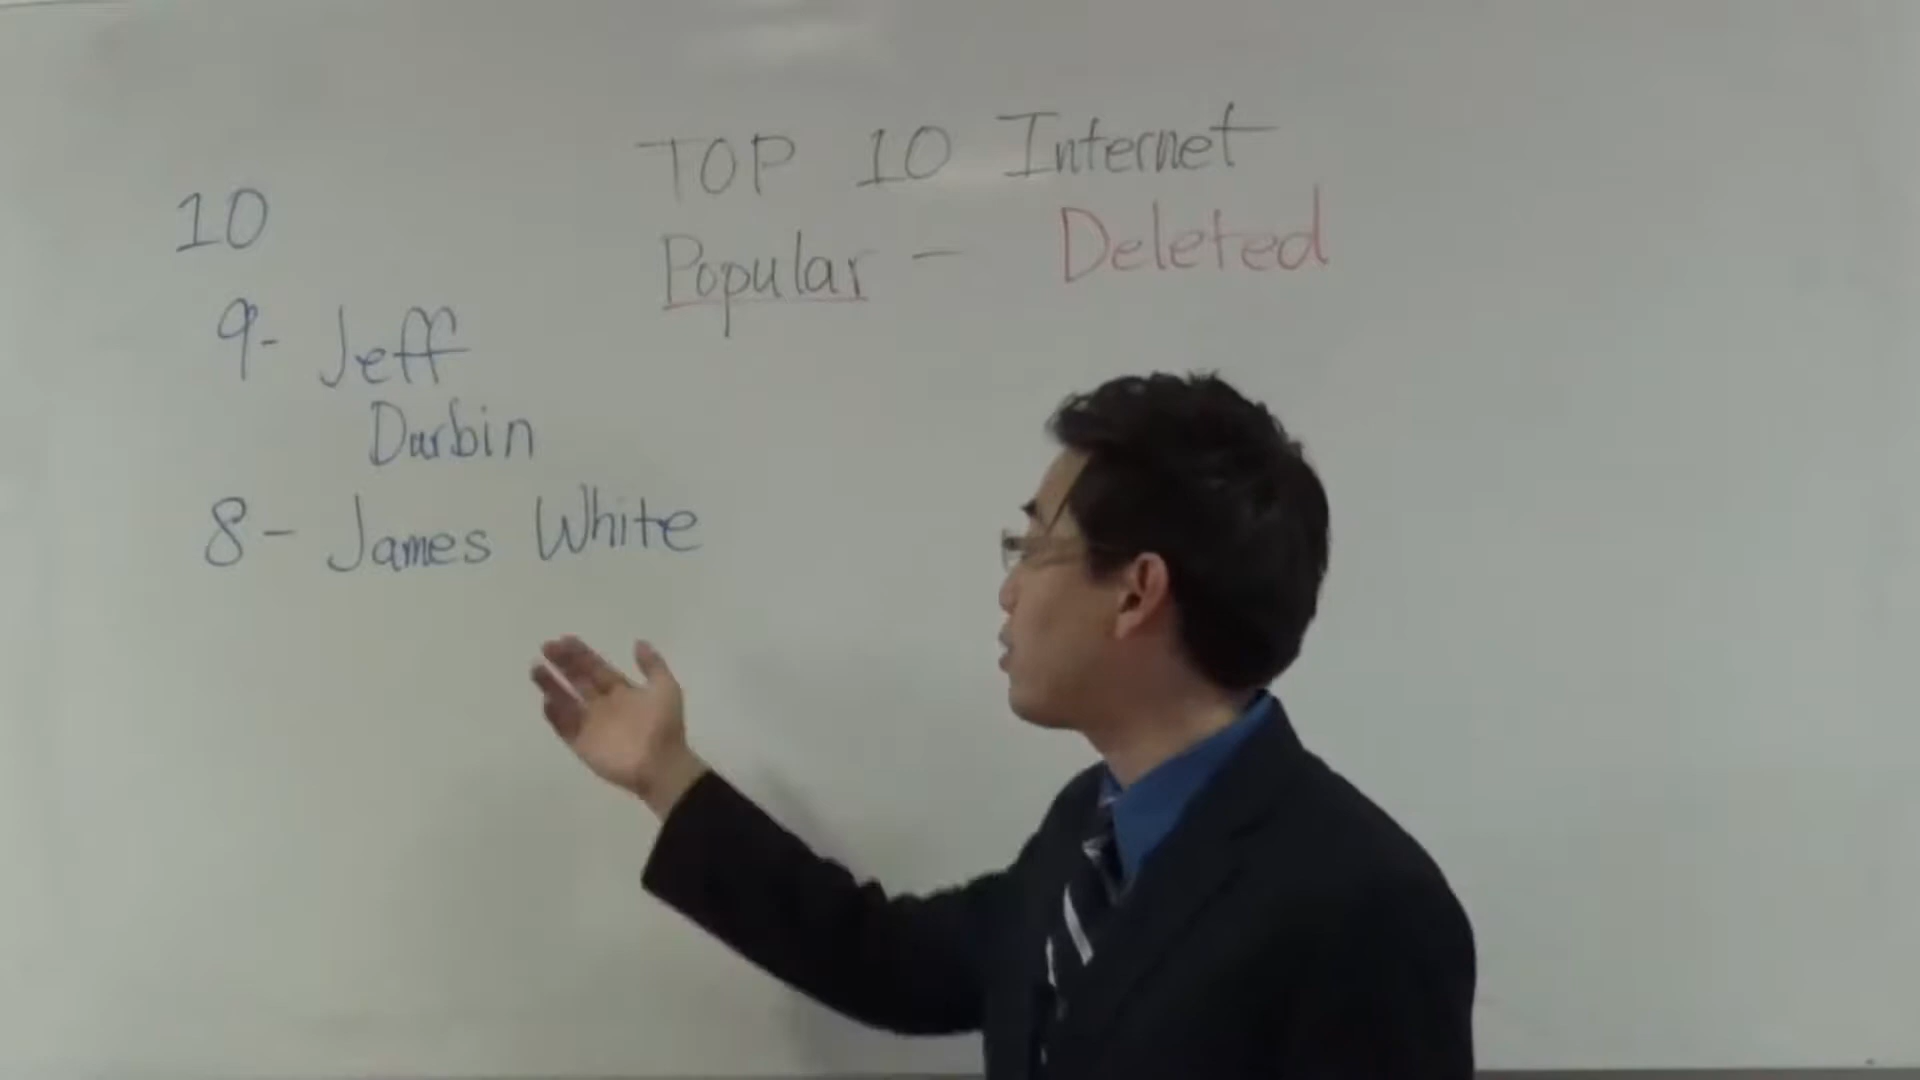 TOP 10 Internet
Popular - Deleted
10
9- Jeff
Durbin
8- James White